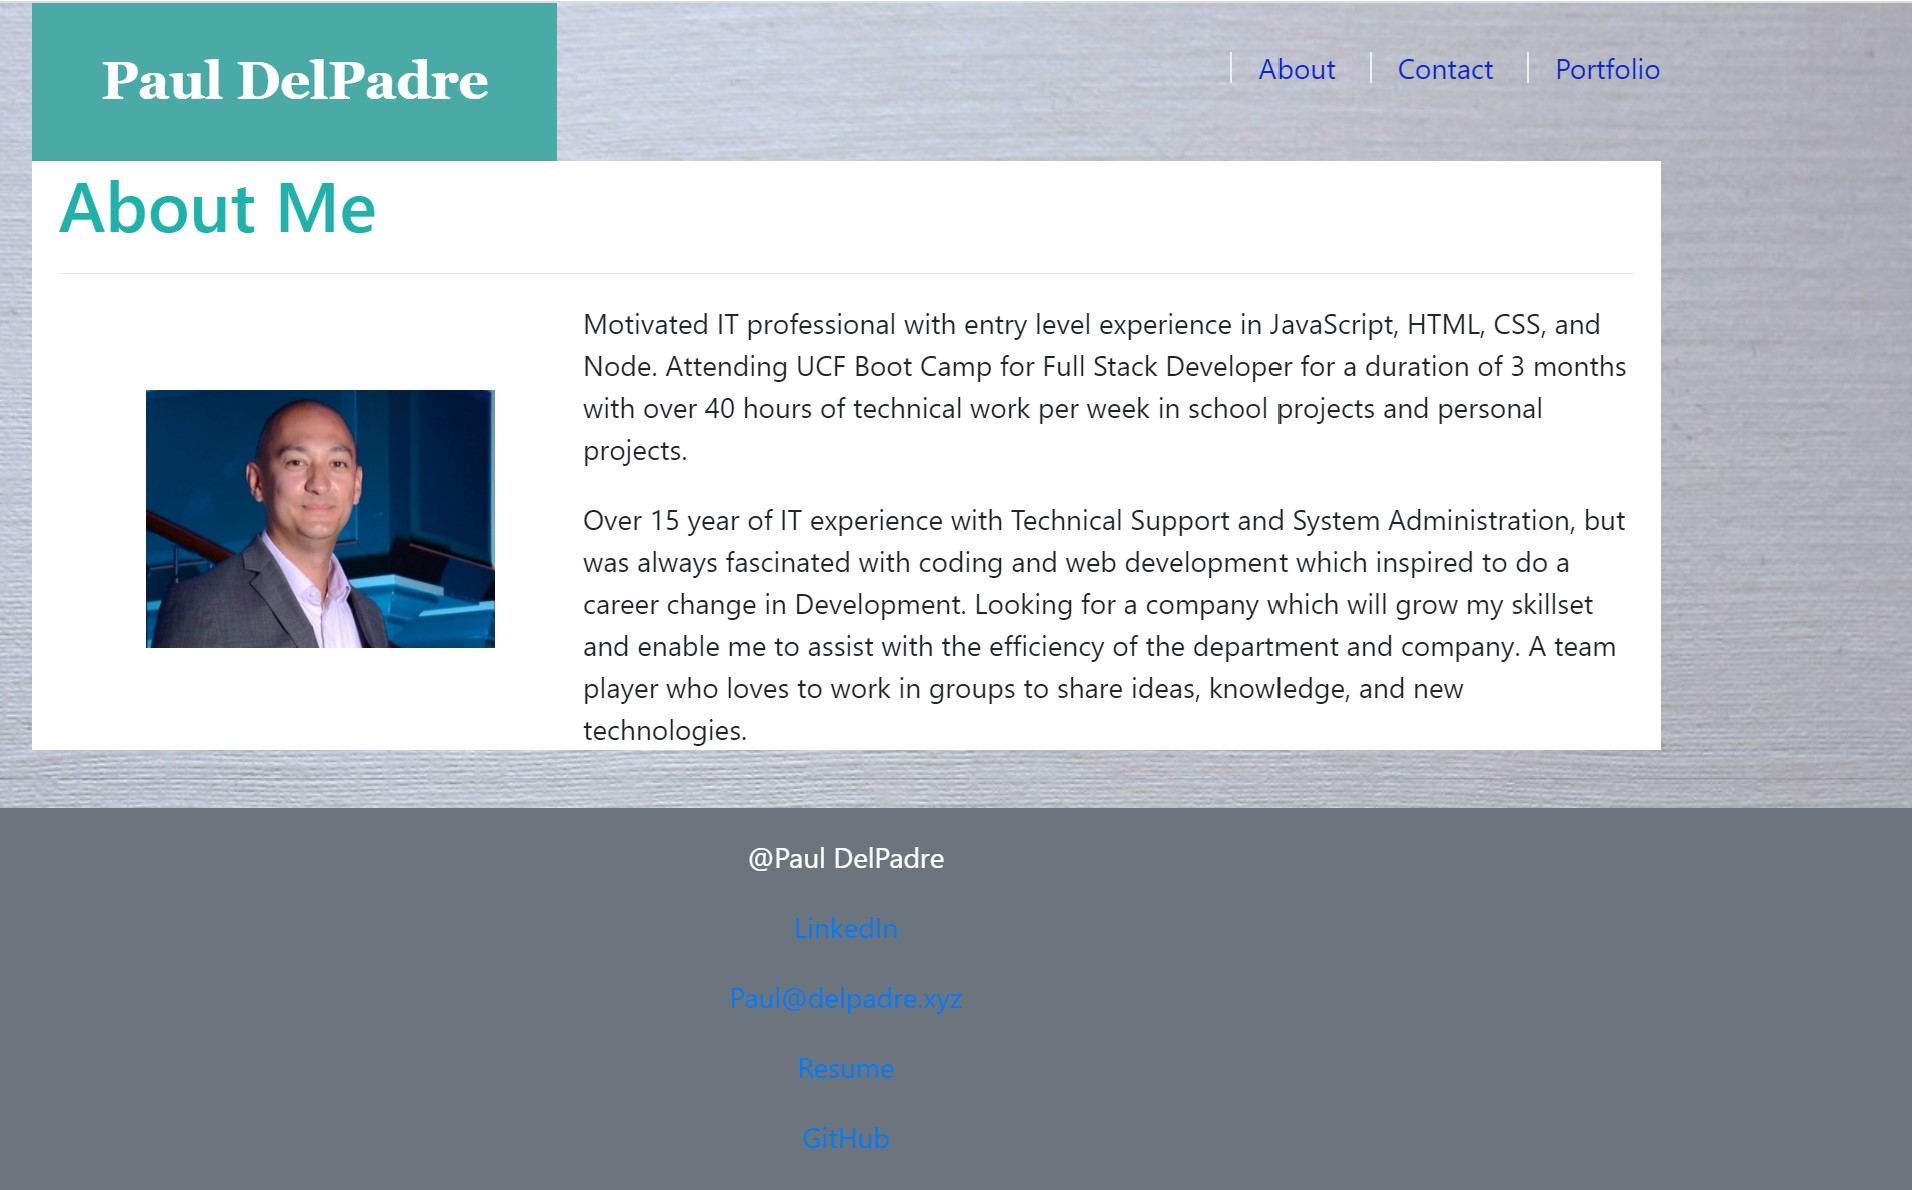 Paul DelPadre
About
Contact
Portfolio
About Me
Motivated IT professional with entry level experience in JavaScript, HTML, CSS, and
Node. Attending UCF Boot Camp for Full Stack Developer for a duration of 3 months
with over 40 hours of technical work per week in school projects and personal
projects.
Over 15 year of IT experience with Technical Support and System Administration, but
was always fascinated with coding and web development which inspired to do a
career change in Development. Looking for a company which will grow my skillset
and enable me to assist with the efficiency of the department and company. A team
player who loves to work in groups to share ideas, knowledge, and new
technologies.
@Paul DelPadre
LinkedIn
Paul@delpadre.xyz
Resume
GitHub